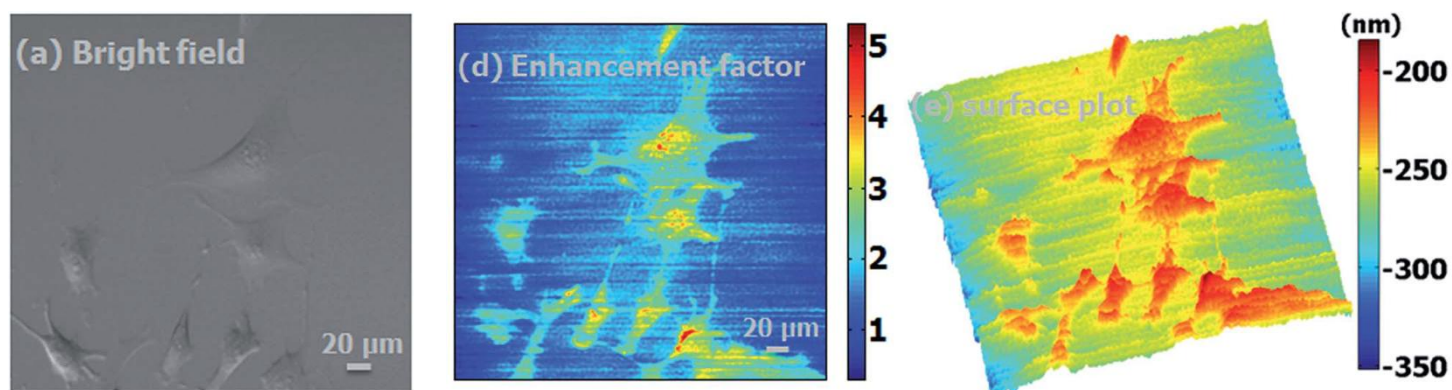 (a) Bright field
20 µm
(d) Enhancement factor
20 µm
5
4
3
2
1
(e) surface plot
(nm)
-200
-250
-300
-350